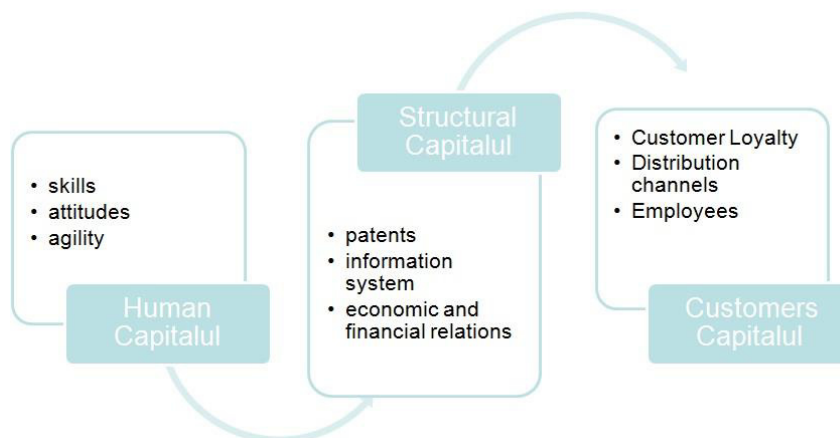 • skills
• attitudes
• agility
Human
Capitalul
Structural
Capitalul
• patents
• information
system
• economic and
financial relations
• Customer Loyalty
• Distribution
channels
• Employees
Customers
Capitalul